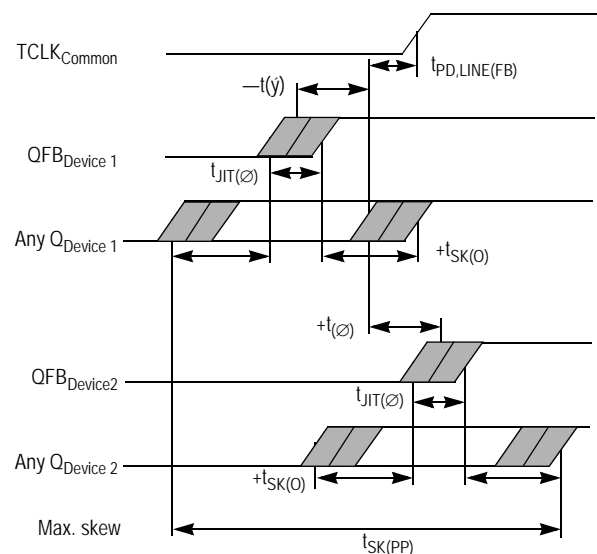 TCLKCommon
tPD,LINE(FB)
—t(ý)
QFBDevice 1
tJIT(∅)
Any QDevice 1
+tSK(O)
+t(∅)
QFBDevice2
tJIT(∅)
Any QDevice 2
+tSK(O)
Max. skew
tSK(PP)